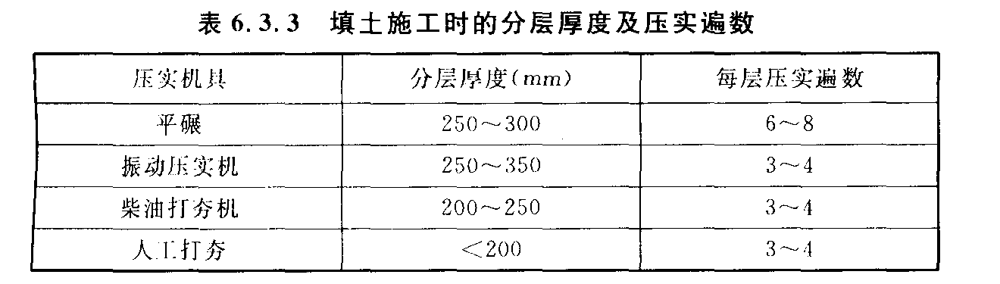 表6.3.3 填土施工时的分层厚度及压实遍数
压实机具 分层厚度(mm) 每层压实遍数
平碾 250～300 6～8
振动压实机 250～350 3～4
柴油打夯机 200～250 3～4
人工打夯 <200 3～4